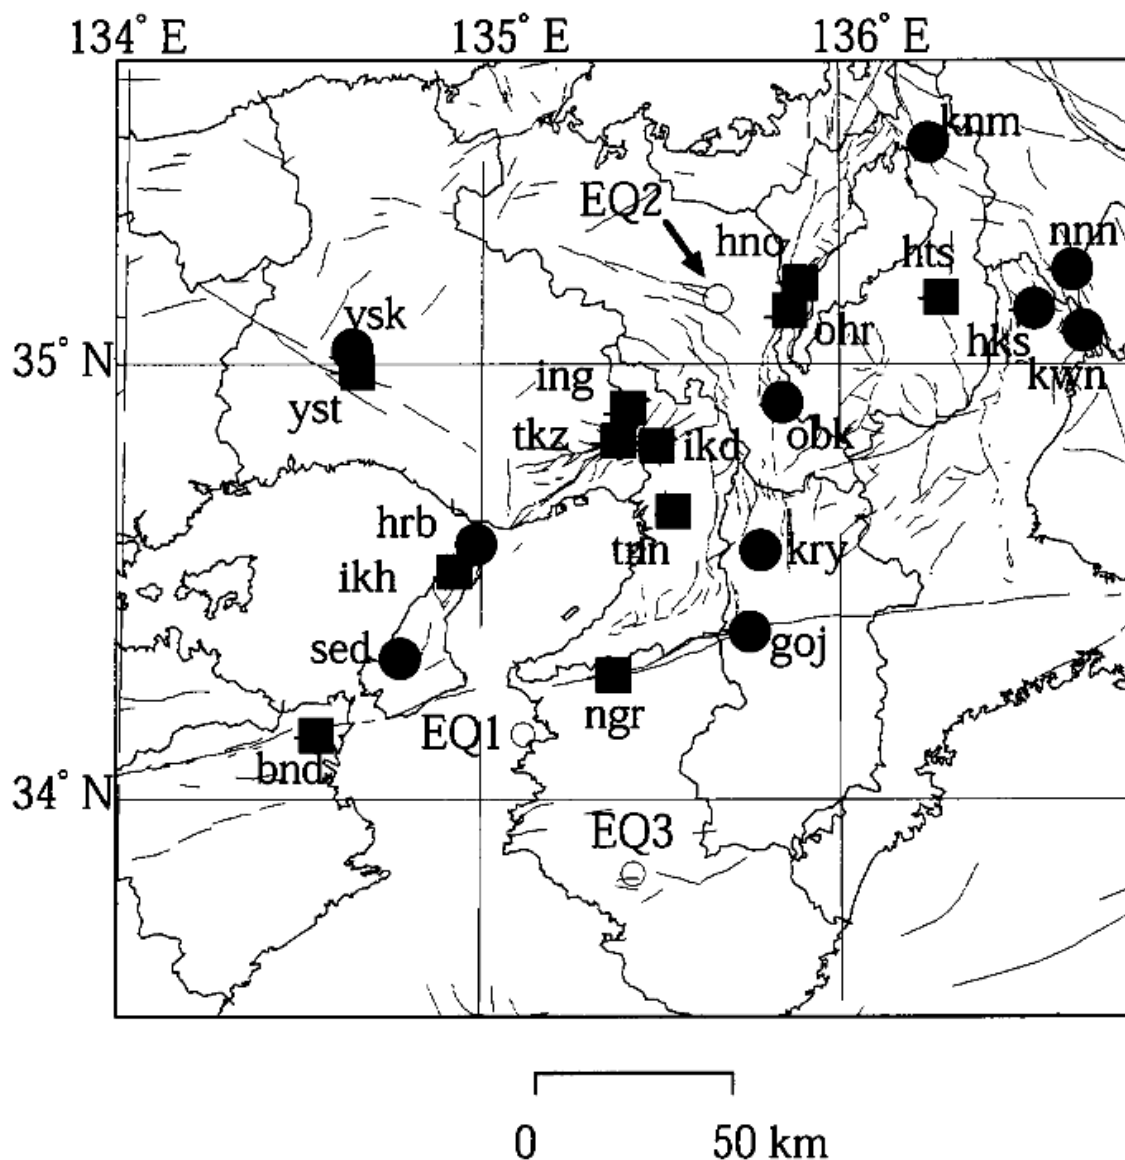 134° E 135° E 136° E
knm
EQ2
nnn
hno
hts
ysk
ohr
hks
35° N
ing
kwn
yst
tkz
ikd
obk
hrb
tnn
kry
ikh
sed
goj
ngr
EQ1
bnd
34° N
EQ3
0 50 km